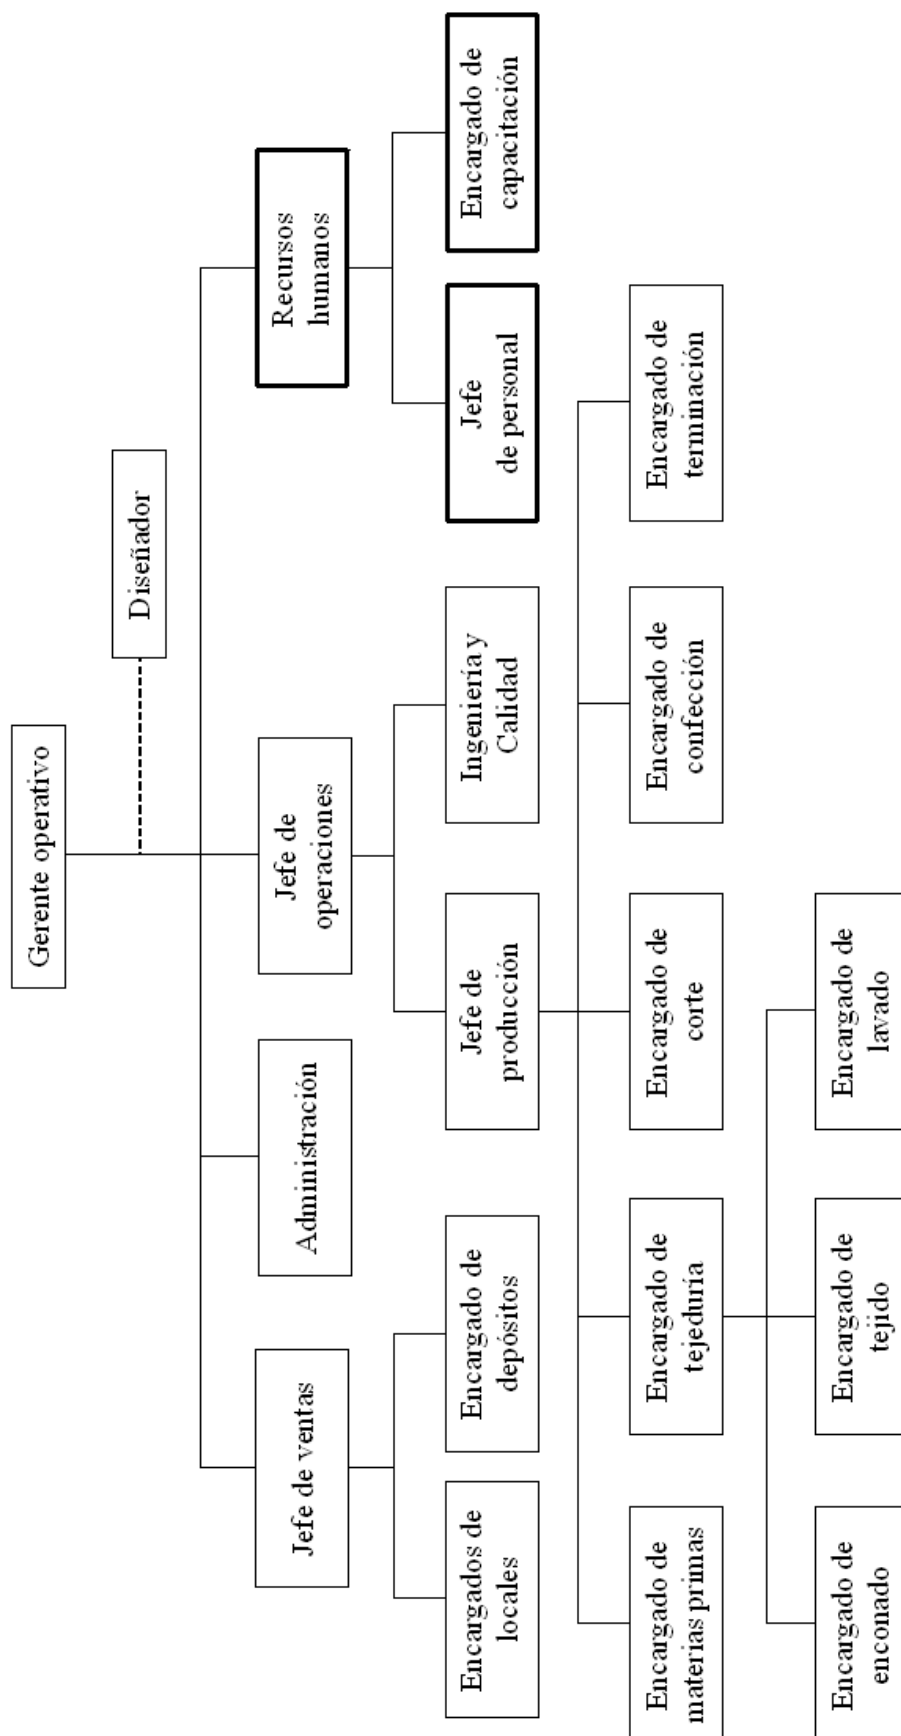 Gerente operativo
Diseñador
Jefe de ventas
Administración
Jefe de
operaciones
Recursos
humanos
Encargados de
locales
Encargado de
depósitos
Jefe de
producción
Ingeniería y
Calidad
Jefe
de personal
Encargado de
capacitación
Encargado de
materias primas
Encargado de
tejeduría
Encargado de
corte
Encargado de
confección
Encargado de
terminación
Encargado de
enconado
Encargado de
tejido
Encargado de
lavado